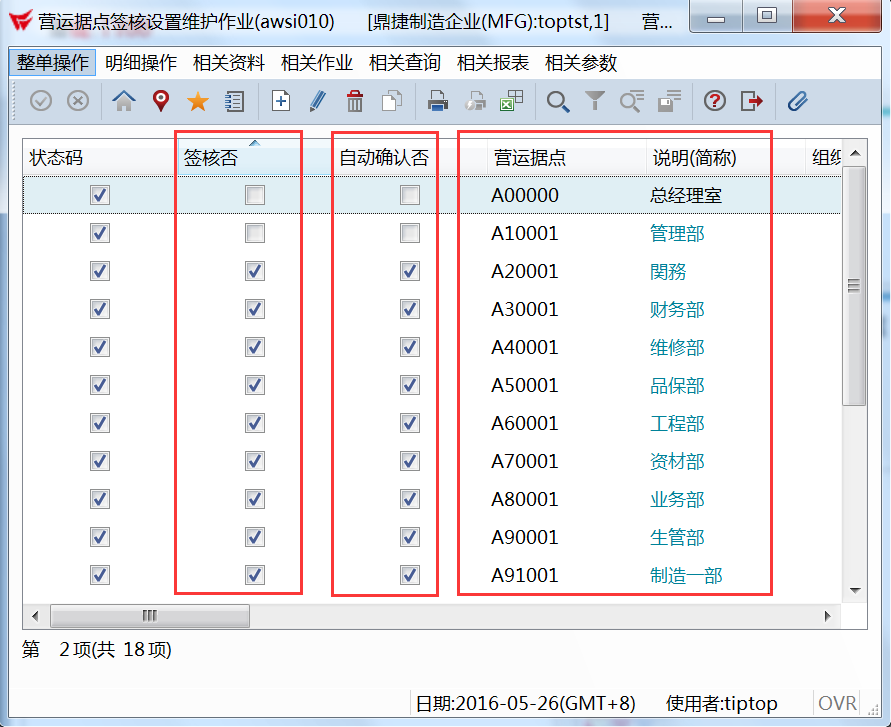 营运据点签核设置维护作业(awsi010) [鼎捷制造企业(MFG):toptst,1] 营...
整单操作 明细操作 相关资料 相关作业 相关查询 相关报表 相关参数
状态码 签核否 自动确认否 营运据点 说明(简称) 组织
A00000 总经理室
A10001 管理部
A20001 関務
A30001 财务部
A40001 维修部
A50001 品保部
A60001 工程部
A70001 资材部
A80001 业务部
A90001 生管部
A91001 制造一部
第 2项(共 18项)
日期:2016-05-26(GMT+8) 使用者:tiptop OVR